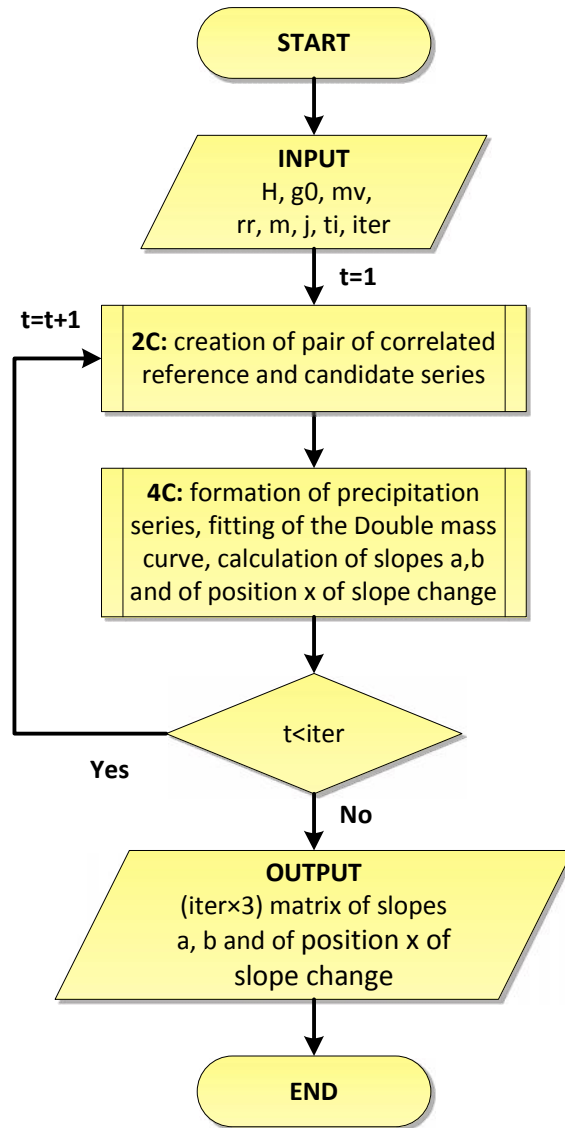 START
INPUT
H, g0, mv,
rr, m, j, ti, iter
t=1
t=t+1
2C: creation of pair of correlated
reference and candidate series
4C: formation of precipitation
series, fitting of the Double mass
curve, calculation of slopes a,b
and of position x of slope change
t<iter
Yes
No
OUTPUT
(iter×3) matrix of slopes
a, b and of position x of
slope change
END